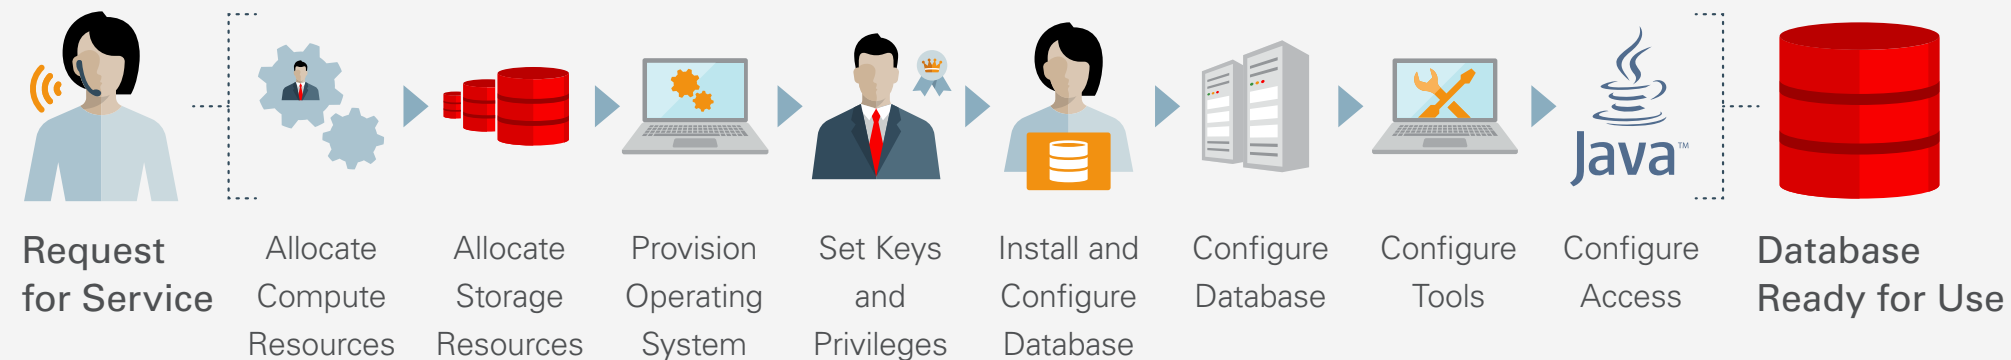 Java™
Request
for Service
Allocate
Compute
Resources
Allocate
Storage
Resources
Provision
Operating
System
Set Keys
and
Privileges
Install and
Configure
Database
Configure
Database
Configure
Tools
Configure
Access
Database
Ready for Use